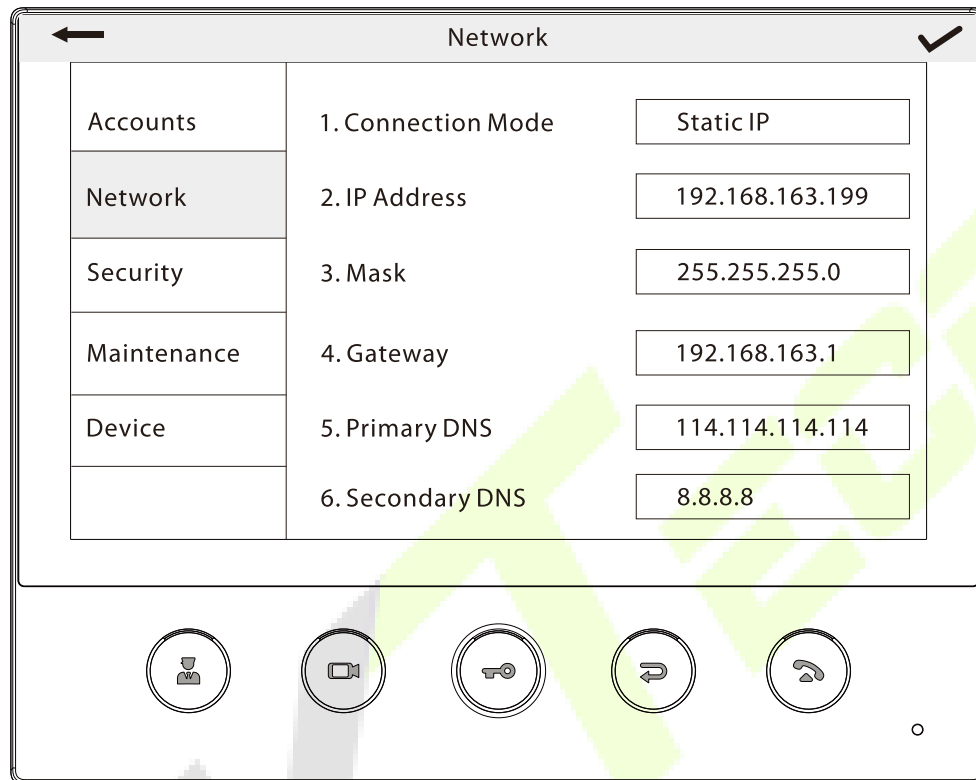 Network
Accounts
Network
Security
Maintenance
Device
1. Connection Mode Static IP
2. IP Address 192.168.163.199
3. Mask 255.255.255.0
4. Gateway 192.168.163.1
5. Primary DNS 114.114.114.114
6. Secondary DNS 8.8.8.8